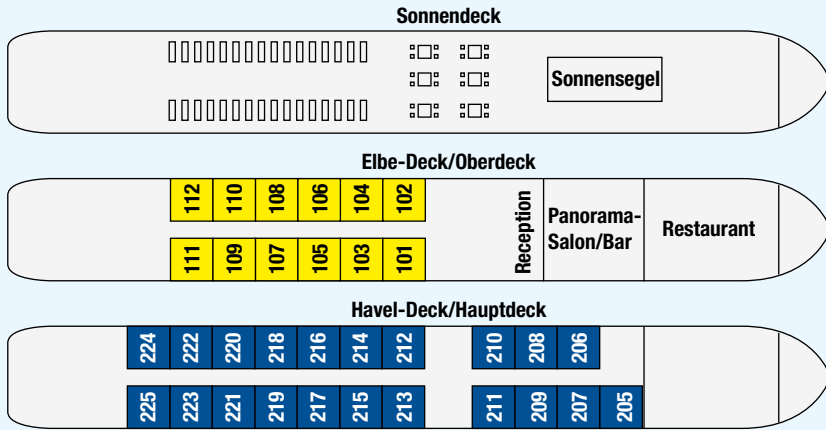 Sonnendeck
Sonnensegel
Elbe-Deck/Oberdeck
112 110 108 106 104 102
Reception
Panorama-
Salon/Bar
Restaurant
111 109 107 105 103 101
Havel-Deck/Hauptdeck
224 222 220 218 216 214 212 210 208 206
225 223 221 219 217 215 213 211 209 207 205